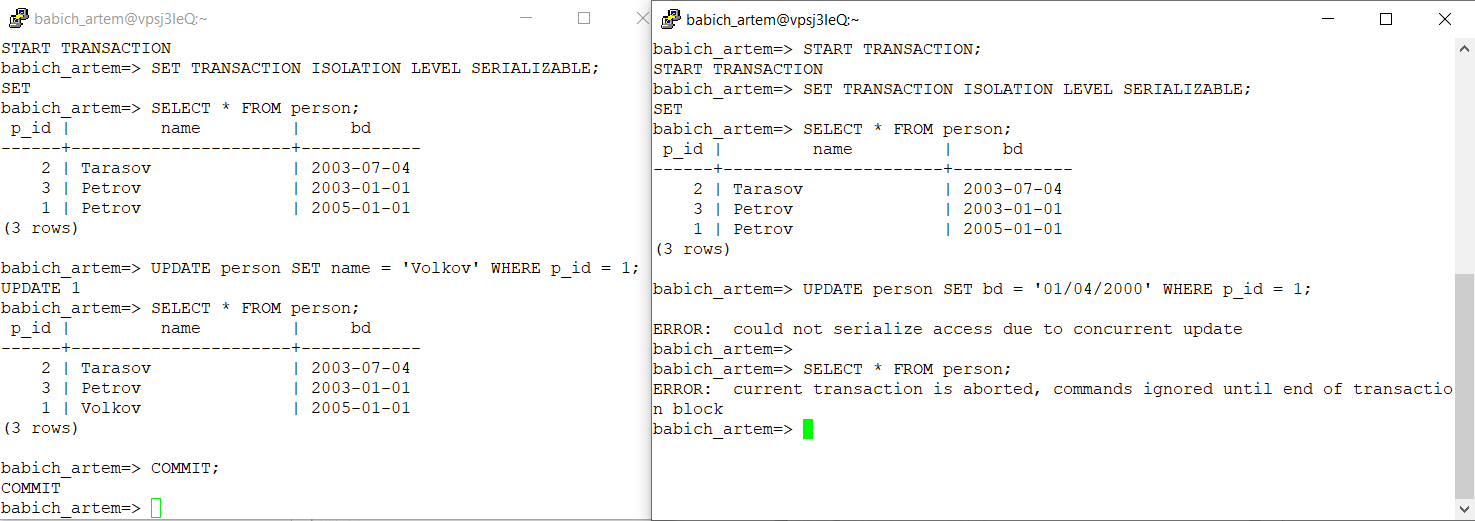 babich_artem@vpsj3IeQ:~
START TRANSACTION
babich_artem=> SET TRANSACTION ISOLATION LEVEL SERIALIZABLE;
SET
babich_artem=> SELECT * FROM person;
 p_id |         name         |     bd
------+----------------------+------------
    2 | Tarasov              | 2003-07-04
    3 | Petrov               | 2003-01-01
    1 | Petrov               | 2005-01-01
(3 rows)
babich_artem=> UPDATE person SET name = 'Volkov' WHERE p_id = 1;
UPDATE 1
babich_artem=> SELECT * FROM person;
 p_id |         name         |     bd
------+----------------------+------------
    2 | Tarasov              | 2003-07-04
    3 | Petrov               | 2003-01-01
    1 | Volkov               | 2005-01-01
(3 rows)
babich_artem=> COMMIT;
COMMIT
babich_artem=>
babich_artem@vpsj3IeQ:~
babich_artem=> START TRANSACTION;
START TRANSACTION
babich_artem=> SET TRANSACTION ISOLATION LEVEL SERIALIZABLE;
SET
babich_artem=> SELECT * FROM person;
 p_id |         name         |     bd
------+----------------------+------------
    2 | Tarasov              | 2003-07-04
    3 | Petrov               | 2003-01-01
    1 | Petrov               | 2005-01-01
(3 rows)
babich_artem=> UPDATE person SET bd = '01/04/2000' WHERE p_id = 1;
ERROR:  could not serialize access due to concurrent update
babich_artem=>
babich_artem=> SELECT * FROM person;
ERROR:  current transaction is aborted, commands ignored until end of transactio
n block
babich_artem=>